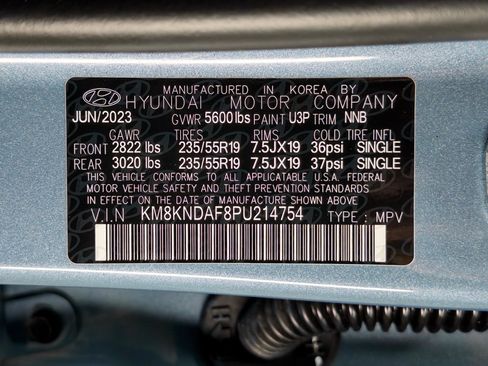 MANUFACTURED IN KOREA BY
HYUNDAI MOTOR COMPANY
JUN/2023 GVWR 5600lbs PAINT U3P TRIM NNB
GAWR TIRES RIMS COLD TIRE INFL
FRONT 2822 lbs 235/55R19 7.5JX19 36psi SINGLE
REAR 3020 lbs 235/55R19 7.5JX19 37psi SINGLE
THIS VEHICLE CONFORMS TO ALL APPLICABLE U.S.A. FEDERAL
MOTOR VEHICLE SAFETY AND THEFT PREVENTION STANDARDS IN EFFECT
ON THE DATE OF MANUFACTURE SHOWN ABOVE.
V.I.N KM8KNDAF8PU214754 TYPE : MPV